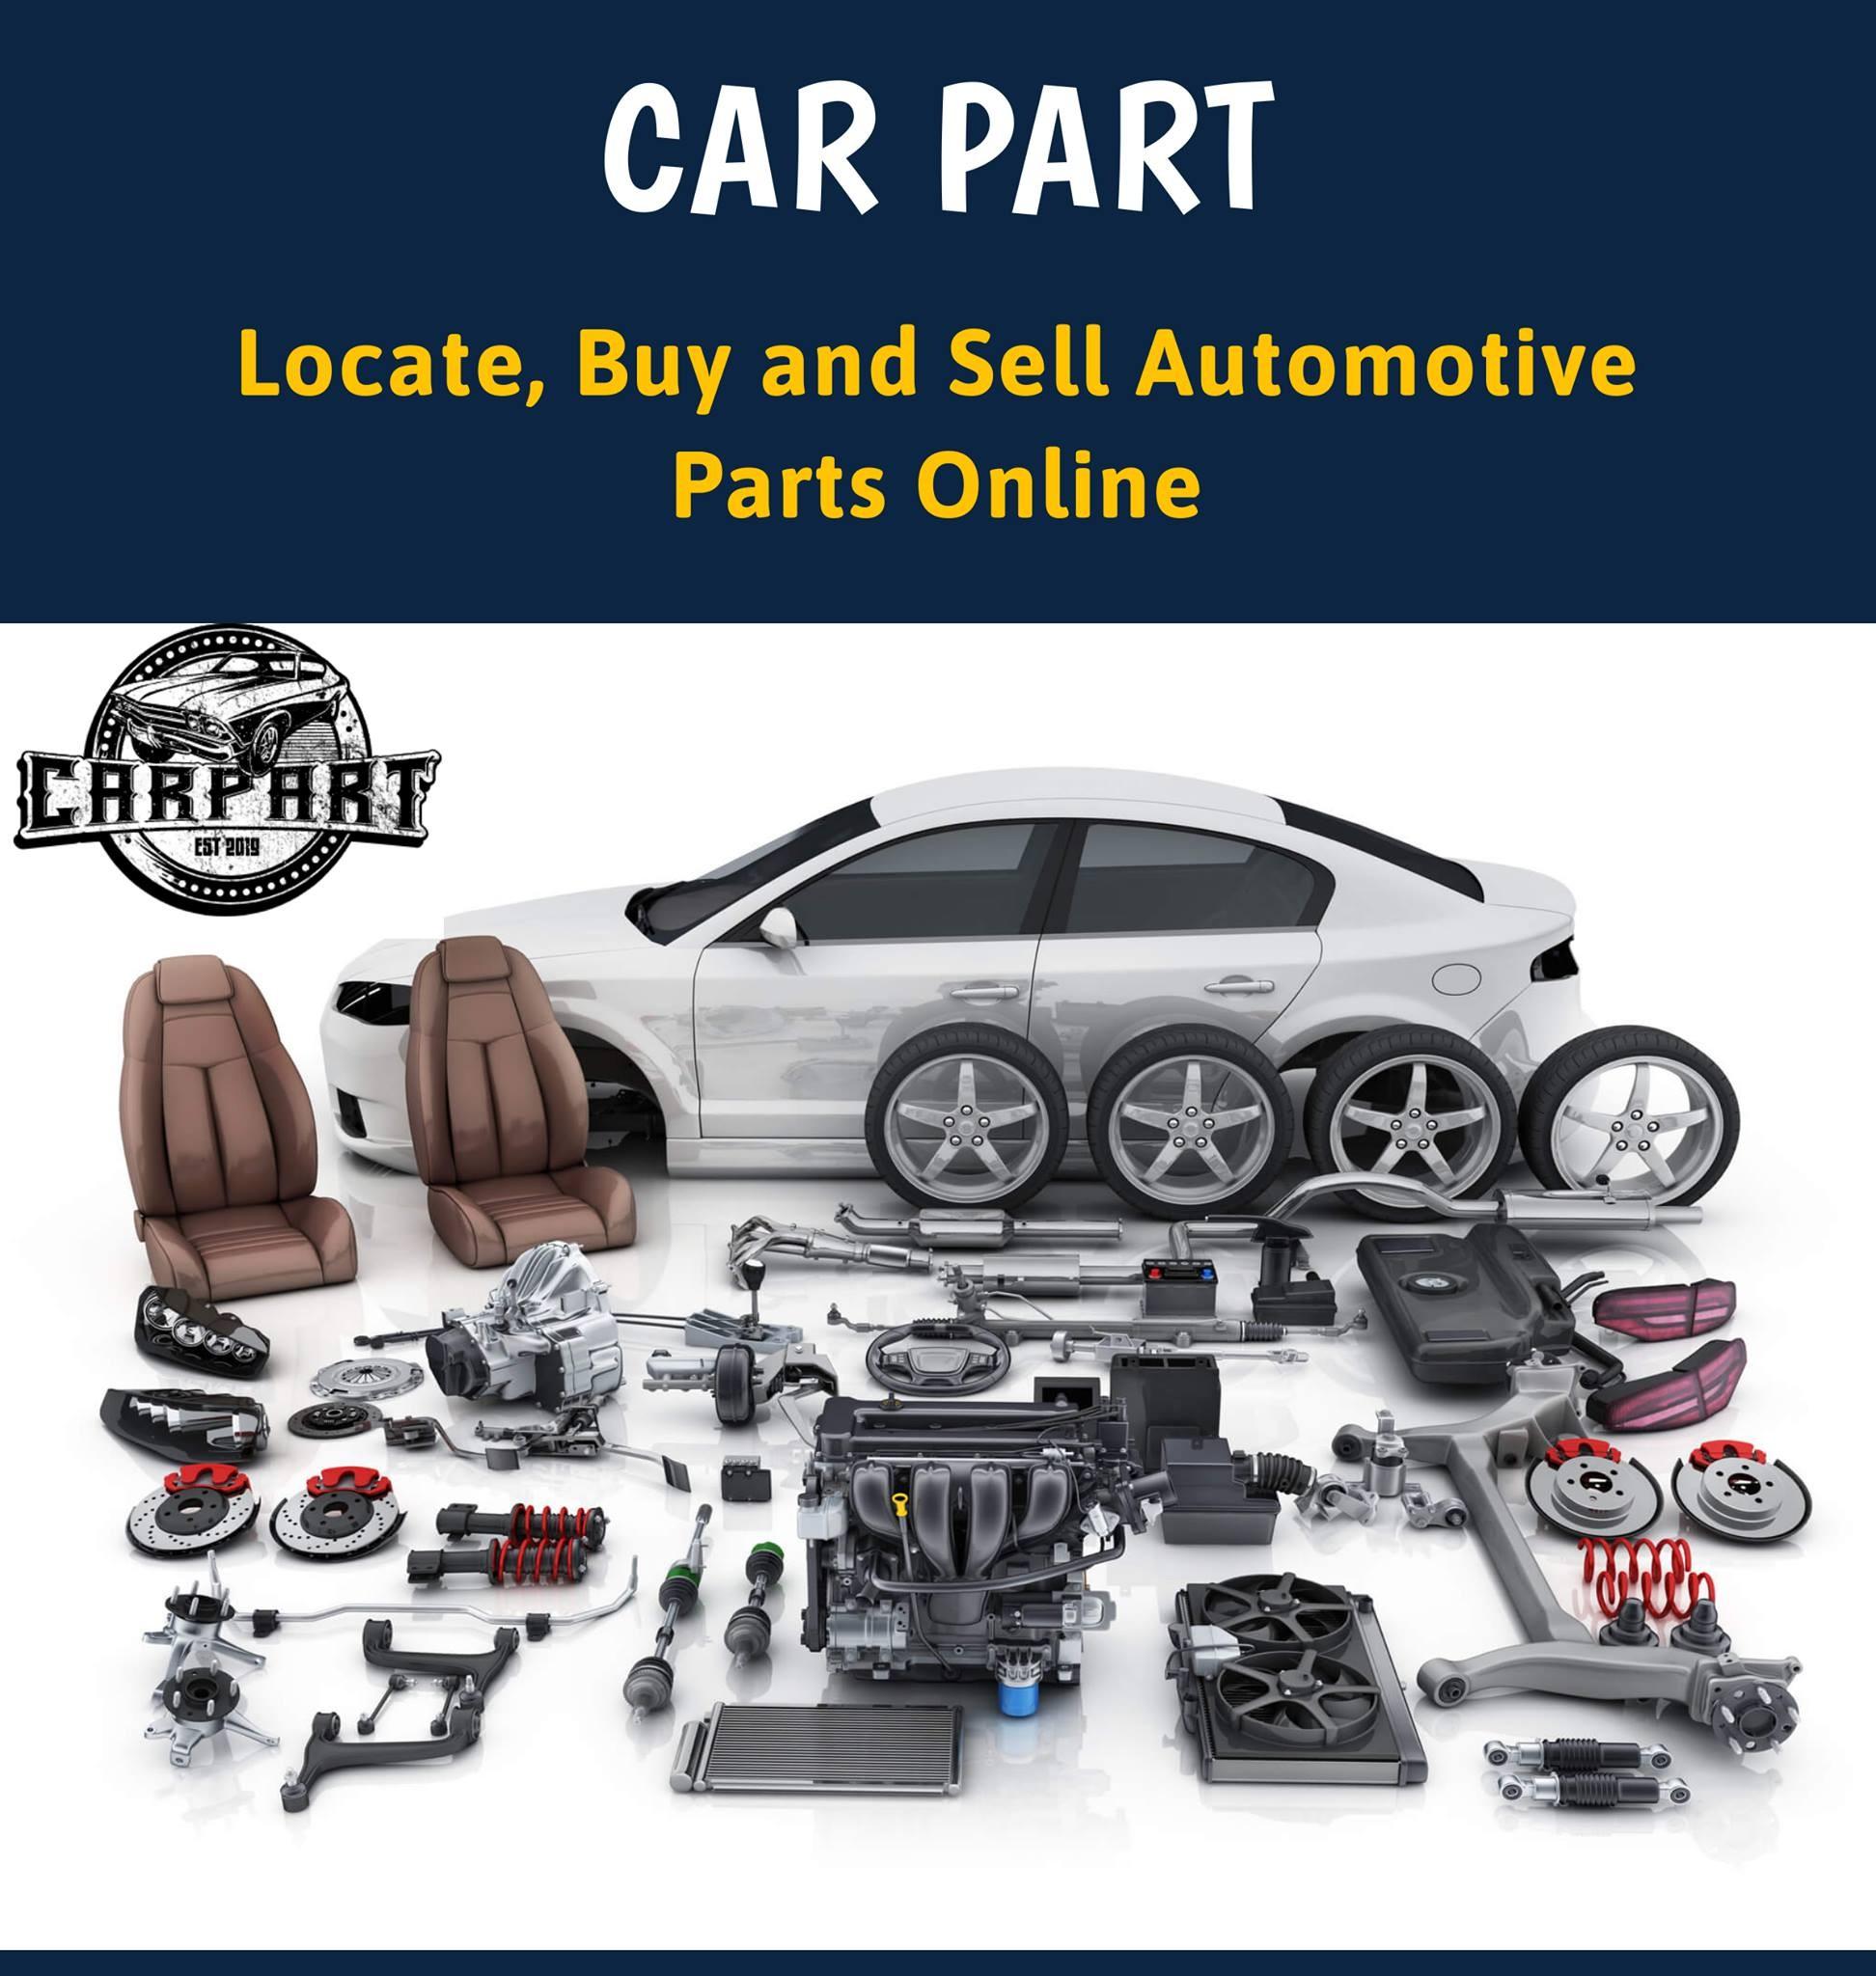 CAR PART
Locate, Buy and Sell Automotive
Parts Online
CARPART
EST 2019